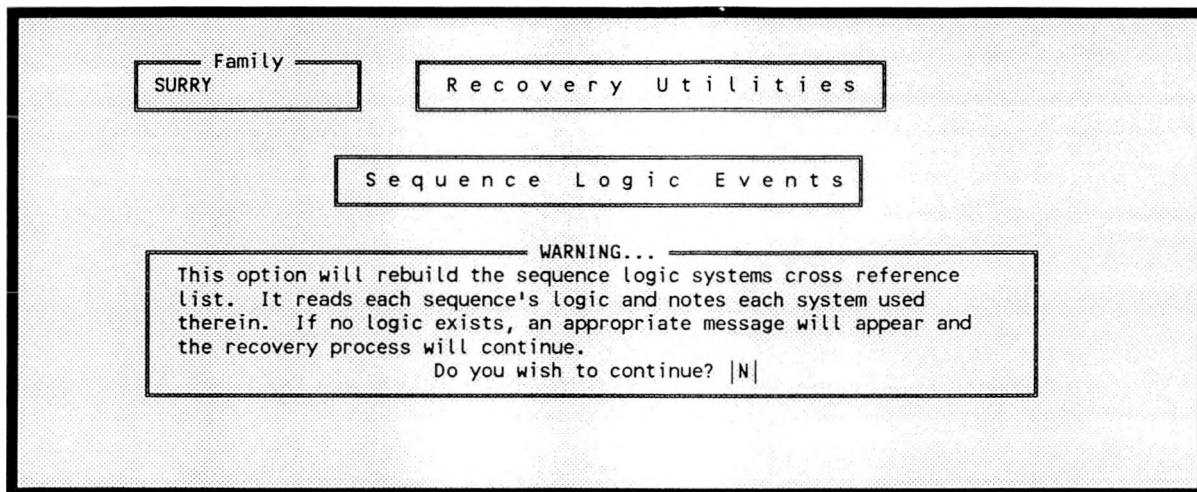 Family
SURRY
Recovery Utilities
Sequence Logic Events
WARNING...
This option will rebuild the sequence logic systems cross reference
list. It reads each sequence's logic and notes each system used
therein. If no logic exists, an appropriate message will appear and
the recovery process will continue.
Do you wish to continue? |N|